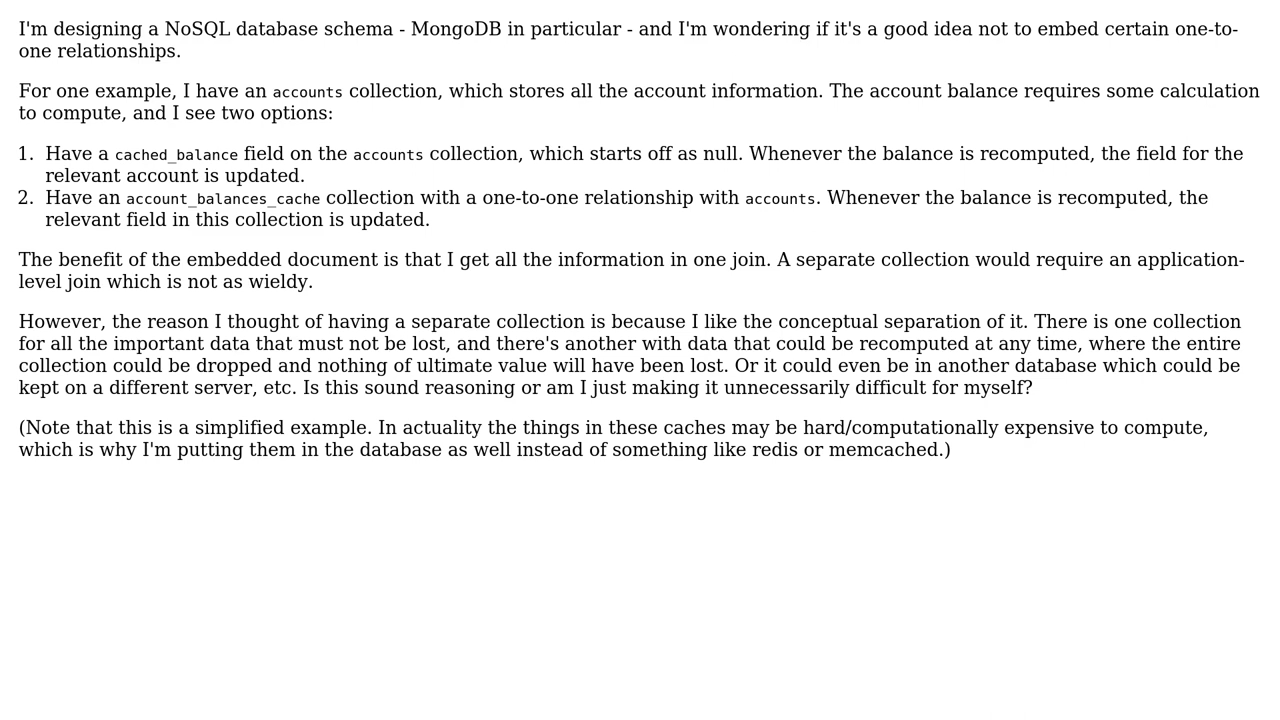 I'm designing a NoSQL database schema - MongoDB in particular - and I'm wondering if it's a good idea not to embed certain one-to-
one relationships.
For one example, I have an accounts collection, which stores all the account information. The account balance requires some calculation
to compute, and I see two options:
1. Have a cached_balance field on the accounts collection, which starts off as null. Whenever the balance is recomputed, the field for the
relevant account is updated.
2. Have an account_balances_cache collection with a one-to-one relationship with accounts. Whenever the balance is recomputed, the
relevant field in this collection is updated.
The benefit of the embedded document is that I get all the information in one join. A separate collection would require an application-
level join which is not as wieldy.
However, the reason I thought of having a separate collection is because I like the conceptual separation of it. There is one collection
for all the important data that must not be lost, and there's another with data that could be recomputed at any time, where the entire
collection could be dropped and nothing of ultimate value will have been lost. Or it could even be in another database which could be
kept on a different server, etc. Is this sound reasoning or am I just making it unnecessarily difficult for myself?
(Note that this is a simplified example. In actuality the things in these caches may be hard/computationally expensive to compute,
which is why I'm putting them in the database as well instead of something like redis or memcached.)